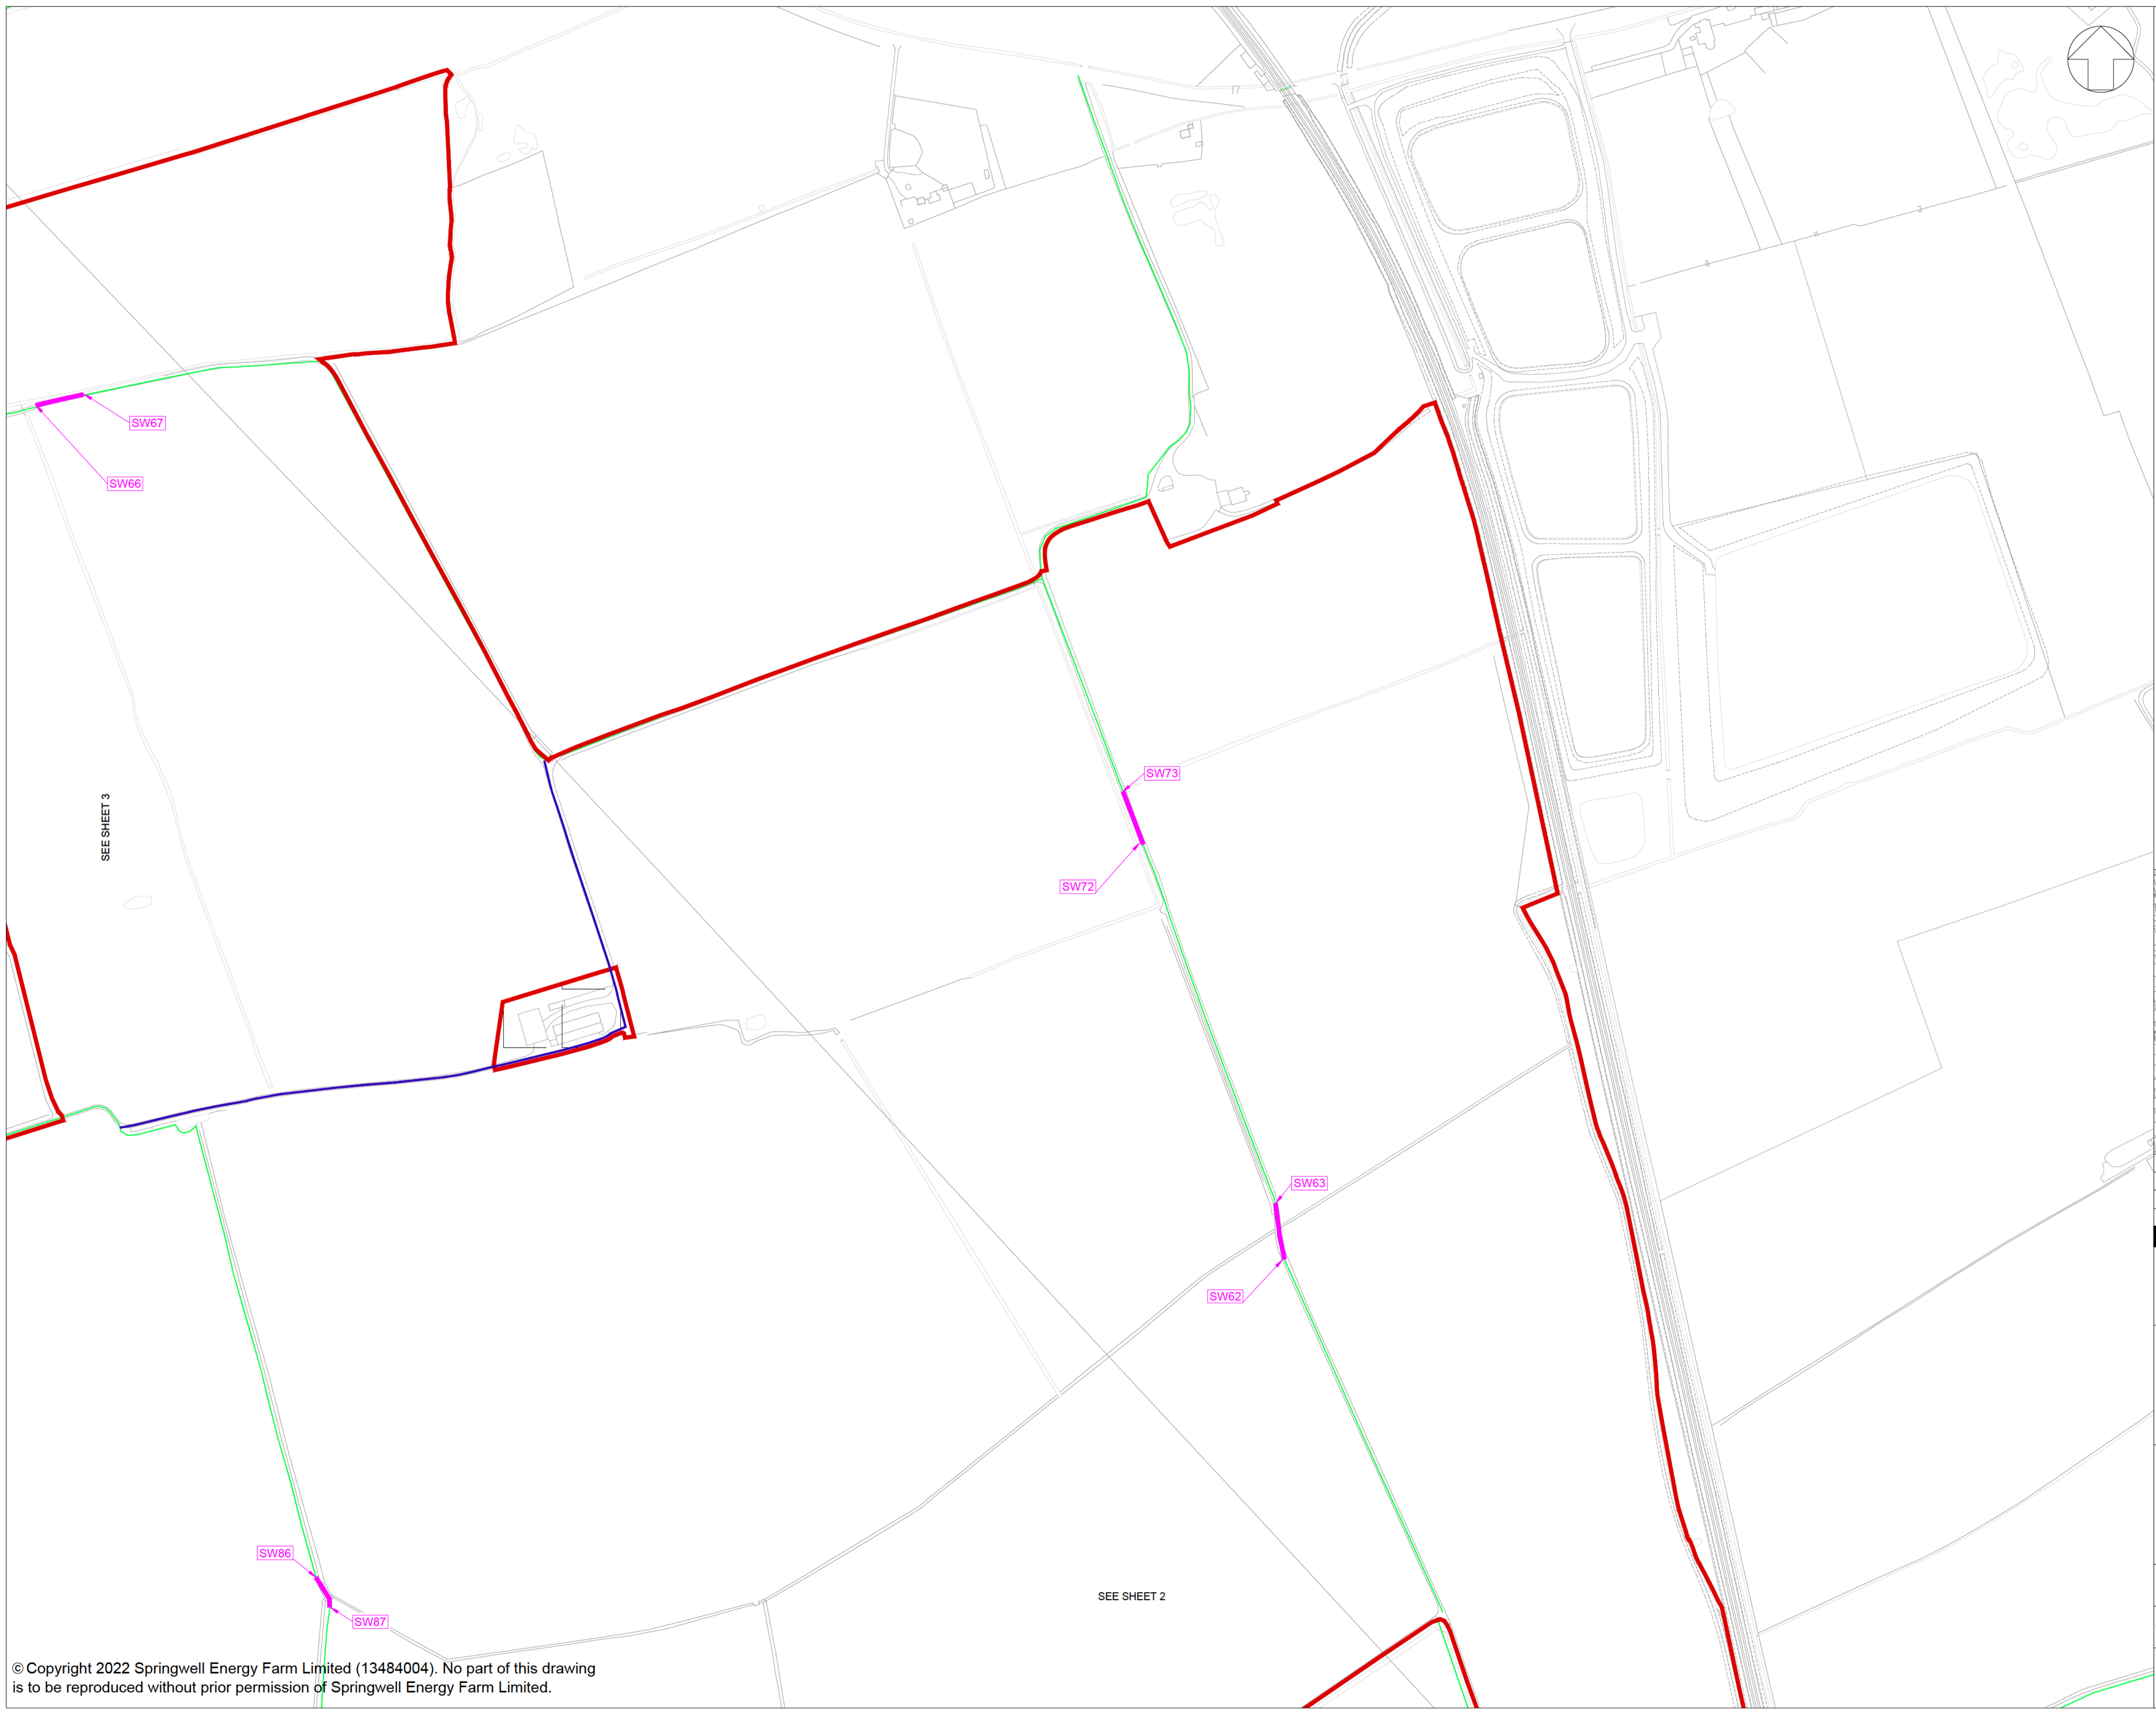 SW67
SW66
SEE SHEET 3
SW73
SW72
SW63
SW62
SW86
SW87
SEE SHEET 2
© Copyright 2022 Springwell Energy Farm Limited (13484004). No part of this drawing
is to be reproduced without prior permission of Springwell Energy Farm Limited.